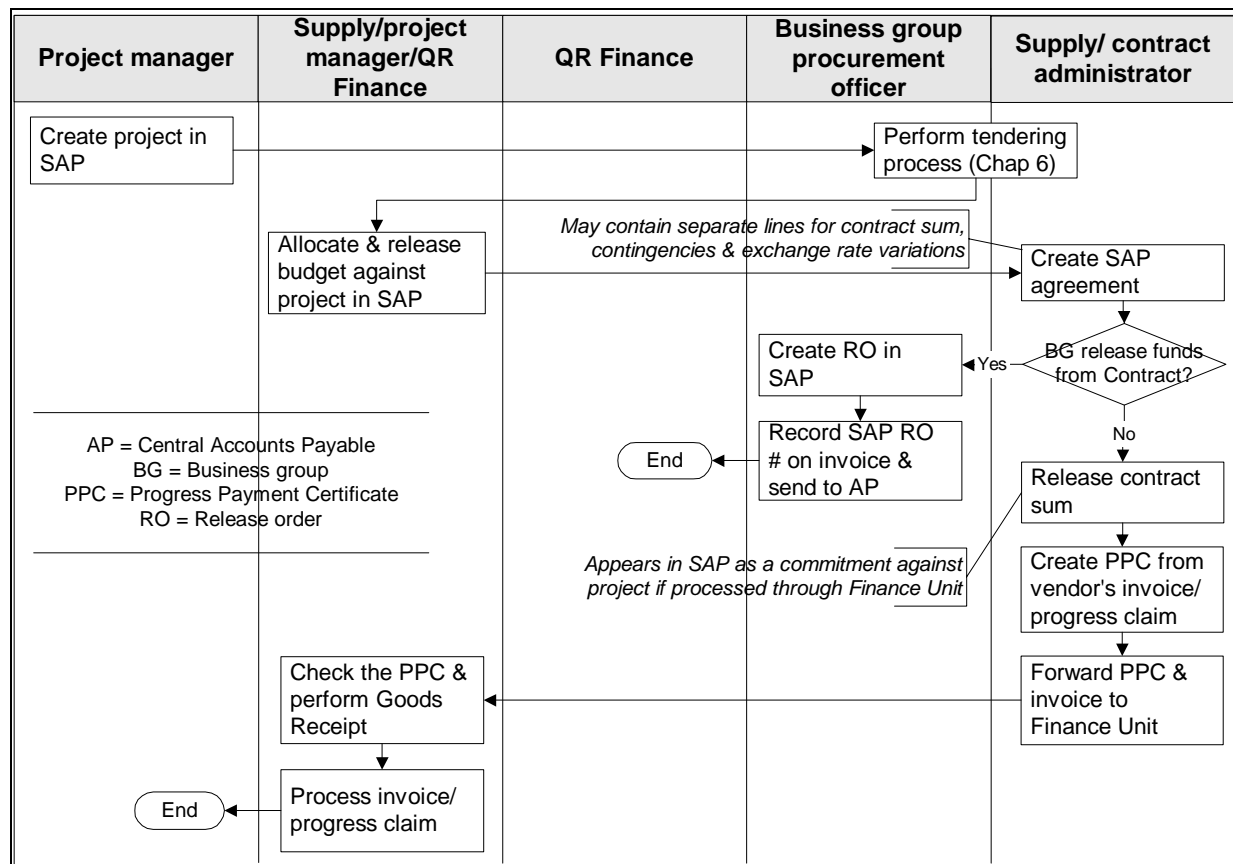 Project manager
Supply/project
manager/QR
Finance
QR Finance
Business group
procurement
officer
Supply/ contract
administrator
Create project in
SAP
Perform tendering
process (Chap 6)
May contain separate lines for contract sum,
contingencies & exchange rate variations
Allocate & release
budget against
project in SAP
Create SAP
agreement
BG release funds
from Contract?
Yes
Create RO in
SAP
No
AP = Central Accounts Payable
BG = Business group
PPC = Progress Payment Certificate
RO = Release order
End
Record SAP RO
# on invoice &
send to AP
Release contract
sum
Appears in SAP as a commitment against
project if processed through Finance Unit
Create PPC from
vendor's invoice/
progress claim
Check the PPC &
perform Goods
Receipt
Forward PPC &
invoice to
Finance Unit
End
Process invoice/
progress claim